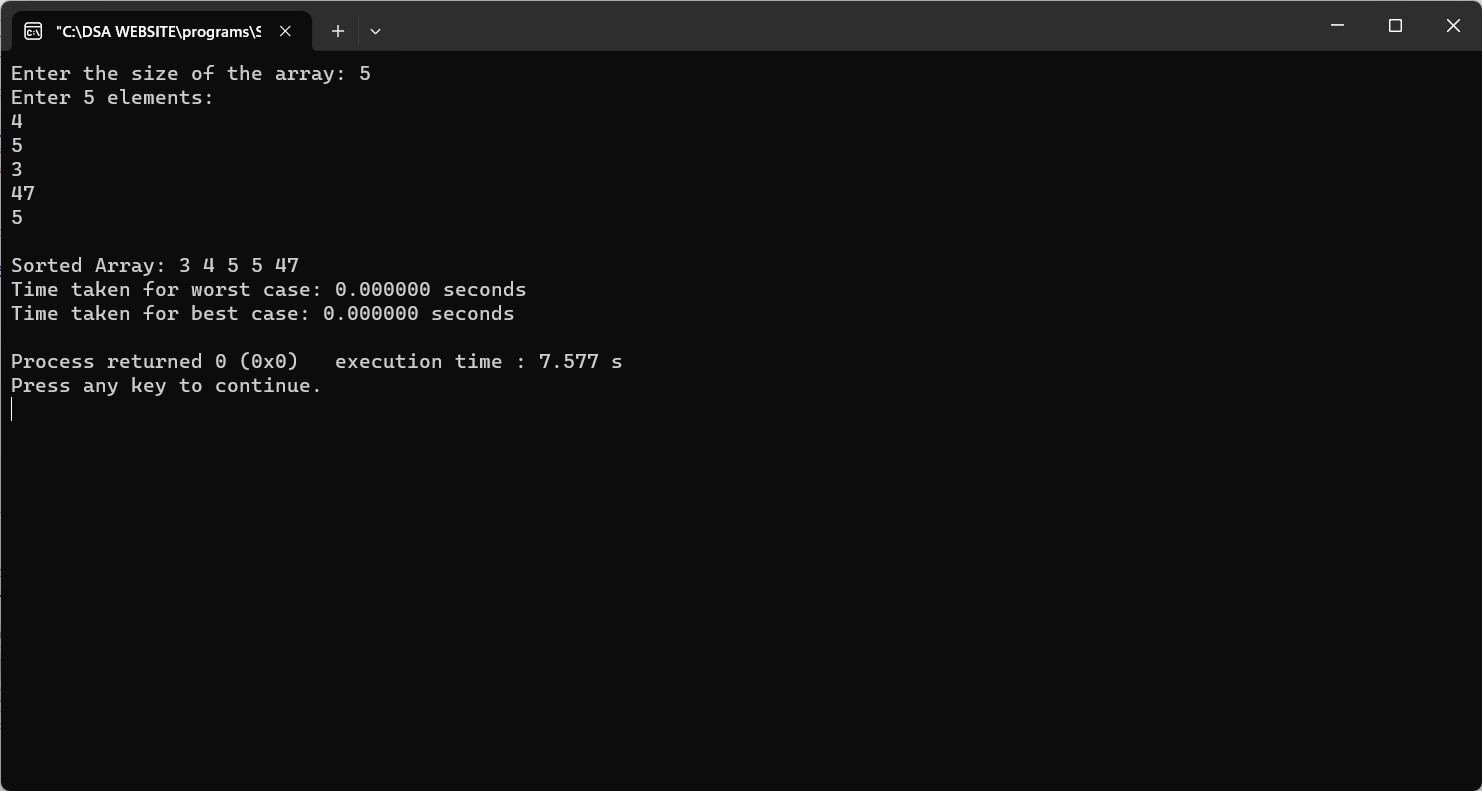 "C:\DSA WEBSITE\programs\S
Enter the size of the array: 5
Enter 5 elements:
4
5
3
47
5
Sorted Array: 3 4 5 5 47
Time taken for worst case: 0.000000 seconds
Time taken for best case: 0.000000 seconds
Process returned 0 (0x0)   execution time : 7.577 s
Press any key to continue.